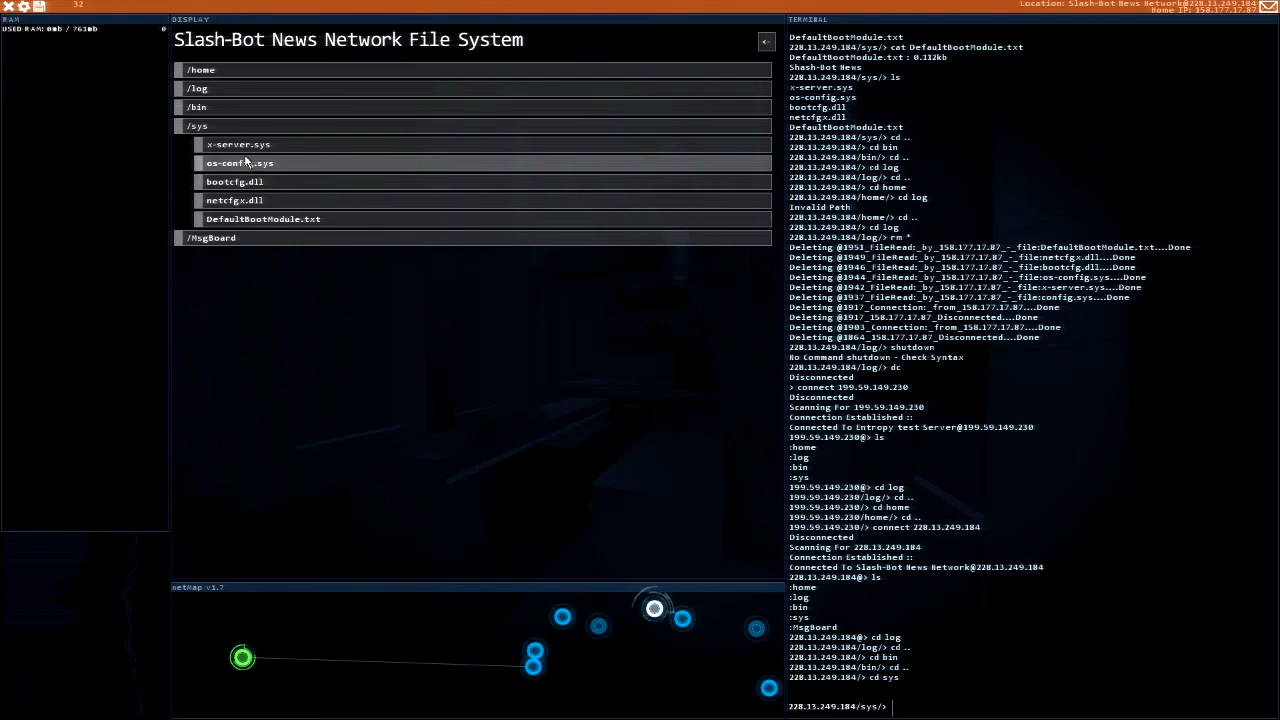 32
Location: Slash-Bot News Network@228.13.249.184
Home IP: 158.177.17.87
RAM
USED RAM: 0mb / 761mb
0
DISPLAY
Slash-Bot News Network File System
<-
/home
/log
/bin
/sys
x-server.sys
os-config.sys
bootcfg.dll
netcfgx.dll
DefaultBootModule.txt
/MsgBoard
netMap v1.7
TERMINAL
DefaultBootModule.txt
228.13.249.184/sys/> cat DefaultBootModule.txt
DefaultBootModule.txt : 0.112kb
Shash-Bot News
228.13.249.184/sys/> ls
x-server.sys
os-config.sys
bootcfg.dll
netcfgx.dll
DefaultBootModule.txt
228.13.249.184/sys/> cd ..
228.13.249.184/> cd bin
228.13.249.184/bin/> cd ..
228.13.249.184/> cd log
228.13.249.184/log/> cd ..
228.13.249.184/> cd home
228.13.249.184/home/> cd log
Invalid Path
228.13.249.184/home/> cd ..
228.13.249.184/> cd log
228.13.249.184/log/> rm *
Deleting @1951_FileRead:_by_158.177.17.87_-_file:DefaultBootModule.txt....Done
Deleting @1949_FileRead:_by_158.177.17.87_-_file:netcfgx.dll....Done
Deleting @1946_FileRead:_by_158.177.17.87_-_file:bootcfg.dll....Done
Deleting @1944_FileRead:_by_158.177.17.87_-_file:os-config.sys....Done
Deleting @1942_FileRead:_by_158.177.17.87_-_file:x-server.sys....Done
Deleting @1937_FileRead:_by_158.177.17.87_-_file:config.sys....Done
Deleting @1917_Connection:_from_158.177.17.87....Done
Deleting @1917_158.177.17.87_Disconnected....Done
Deleting @1903_Connection:_from_158.177.17.87....Done
Deleting @1864_158.177.17.87_Disconnected....Done
228.13.249.184/log/> shutdown
No Command shutdown - Check Syntax
228.13.249.184/log/> dc
Disconnected
> connect 199.59.149.230
Disconnected
Scanning For 199.59.149.230
Connection Established ::
Connected To Entropy test Server@199.59.149.230
199.59.149.230@> ls
:home
:log
:bin
:sys
199.59.149.230@> cd log
199.59.149.230/log/> cd ..
199.59.149.230/> cd home
199.59.149.230/home/> cd ..
199.59.149.230/> connect 228.13.249.184
Disconnected
Scanning For 228.13.249.184
Connection Established ::
Connected To Slash-Bot News Network@228.13.249.184
228.13.249.184@> ls
:home
:log
:bin
:sys
:MsgBoard
228.13.249.184@> cd log
228.13.249.184/log/> cd ..
228.13.249.184/> cd bin
228.13.249.184/bin/> cd ..
228.13.249.184/> cd sys
228.13.249.184/sys/>